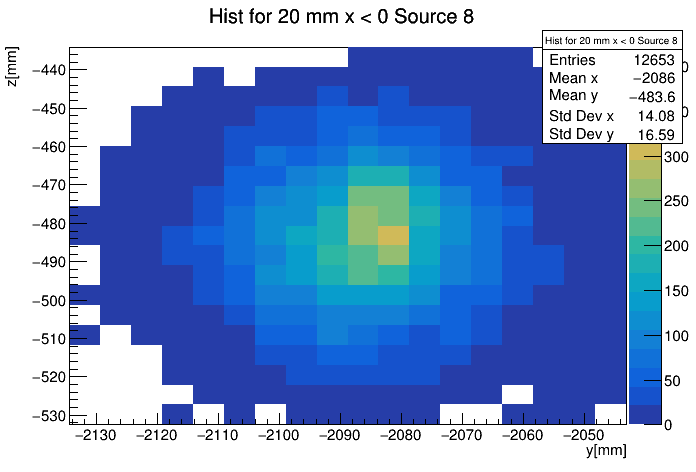 Hist for 20 mm x < 0 Source 8
z[mm]
Hist for 20 mm x < 0 Source 8
Entries 12653
Mean x −2086
Mean y −483.6
Std Dev x 14.08
Std Dev y 16.59
−440
−450
−460
−470
−480
−490
−500
−510
−520
−530
300
250
200
150
100
50
0
−2130 −2120 −2110 −2100 −2090 −2080 −2070 −2060 −2050
y[mm]